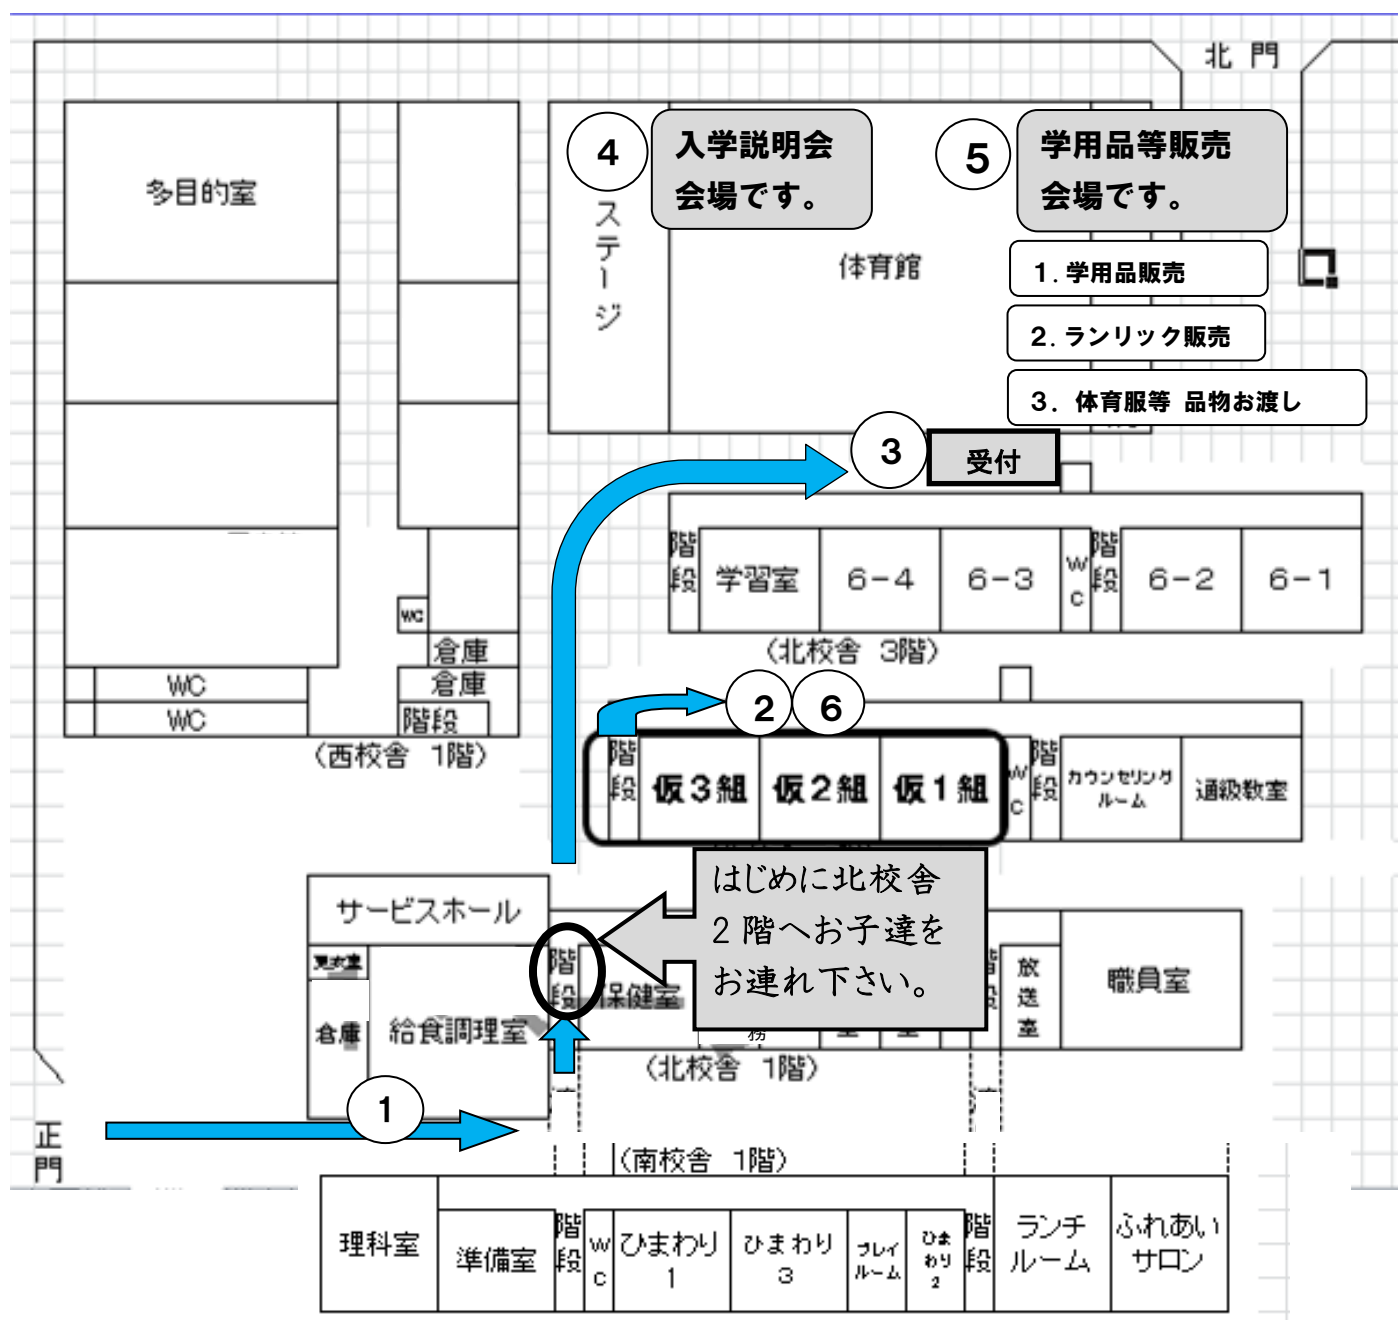 北 門
④ 入学説明会
会場です。
⑤ 学用品等販売
会場です。
多目的室
ステージ
体育館
1. 学用品販売
2. ランリック販売
3. 体育服等 品物お渡し
③ 受付
階段
学習室
6-4
6-3
WC
階段
6-2
6-1
(北校舎 3階)
WC
倉庫
WC
倉庫
WC
階段
(西校舎 1階)
② ⑥
階段
仮3組
仮2組
仮1組
WC
階段
カウンセリング
ルーム
通級教室
はじめに北校舎
2階へお子達を
お連れ下さい。
サービスホール
更衣室
倉庫
給食調理室
階段
保健室
務
放送室
職員室
(北校舎 1階)
①
正門
(南校舎 1階)
理科室
準備室
階段
WC
ひまわり
1
ひまわり
3
プレイ
ルーム
ひま
わり
2
階段
ランチ
ルーム
ふれあい
サロン